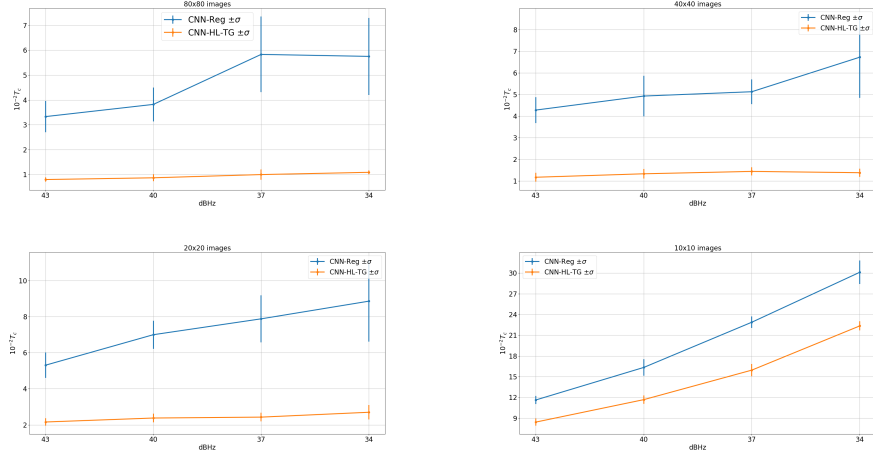 80x80 images
CNN-Reg ±σ
CNN-HL-TG ±σ
10⁻²T_c
7
6
5
4
3
2
1
43 40 37 34
dBHz
40x40 images
CNN-Reg ±σ
CNN-HL-TG ±σ
10⁻²T_c
8
7
6
5
4
3
2
1
43 40 37 34
dBHz
20x20 images
CNN-Reg ±σ
CNN-HL-TG ±σ
10⁻²T_c
10
8
6
4
2
43 40 37 34
dBHz
10x10 images
CNN-Reg ±σ
CNN-HL-TG ±σ
10⁻²T_c
30
27
24
21
18
15
12
9
43 40 37 34
dBHz